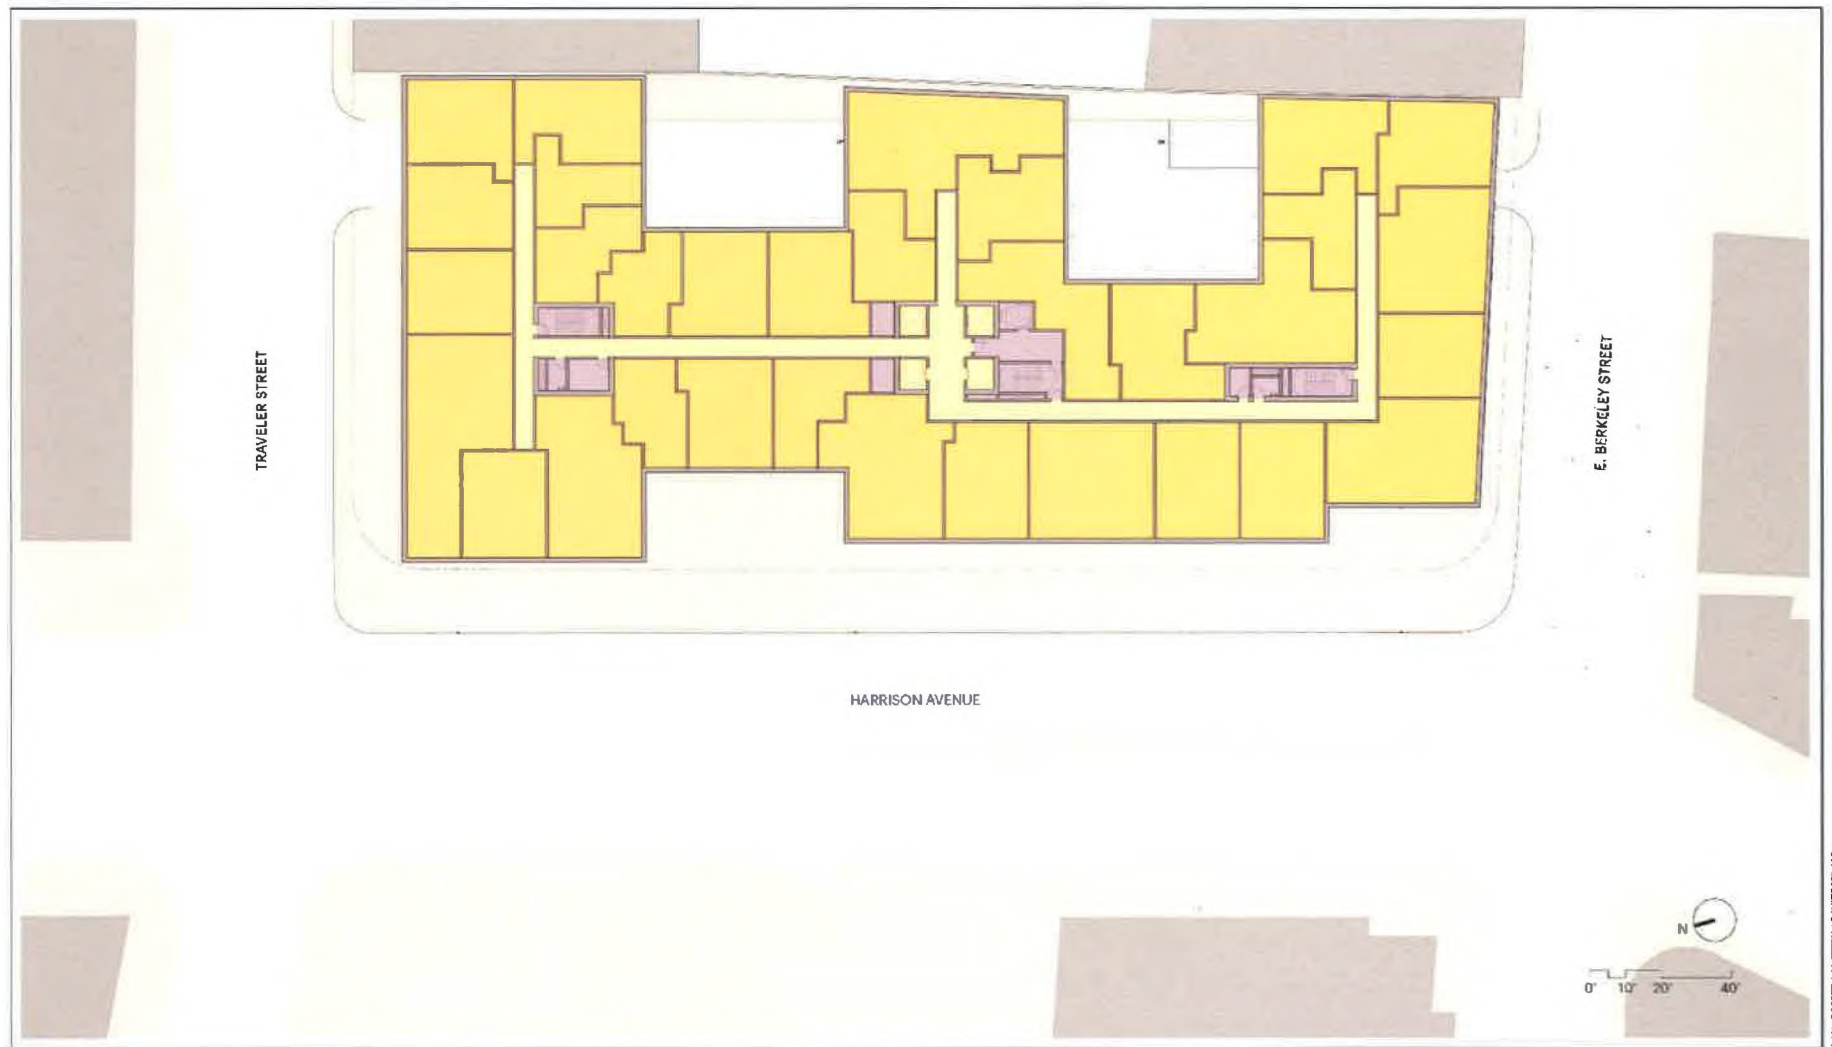 TRAVELER STREET
E. BERKELEY STREET
HARRISON AVENUE
N
0' 10' 20' 40'